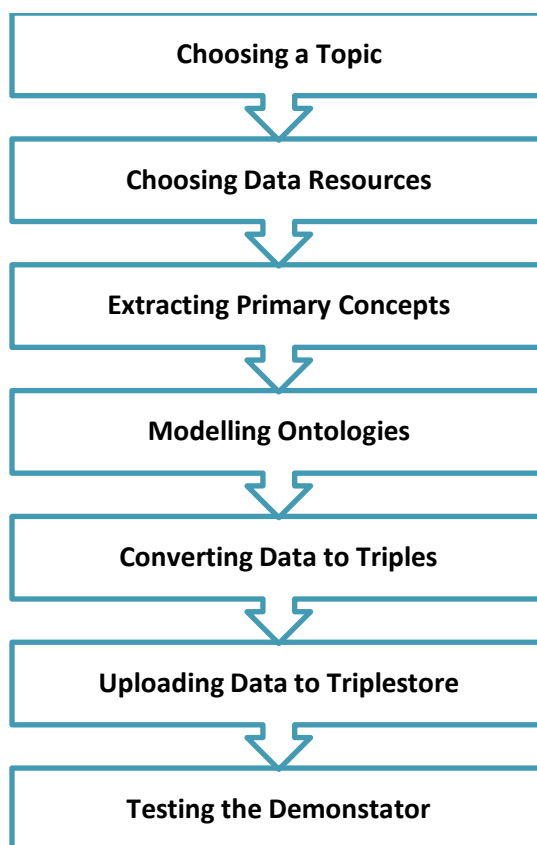 Choosing a Topic
Choosing Data Resources
Extracting Primary Concepts
Modelling Ontologies
Converting Data to Triples
Uploading Data to Triplestore
Testing the Demonstator